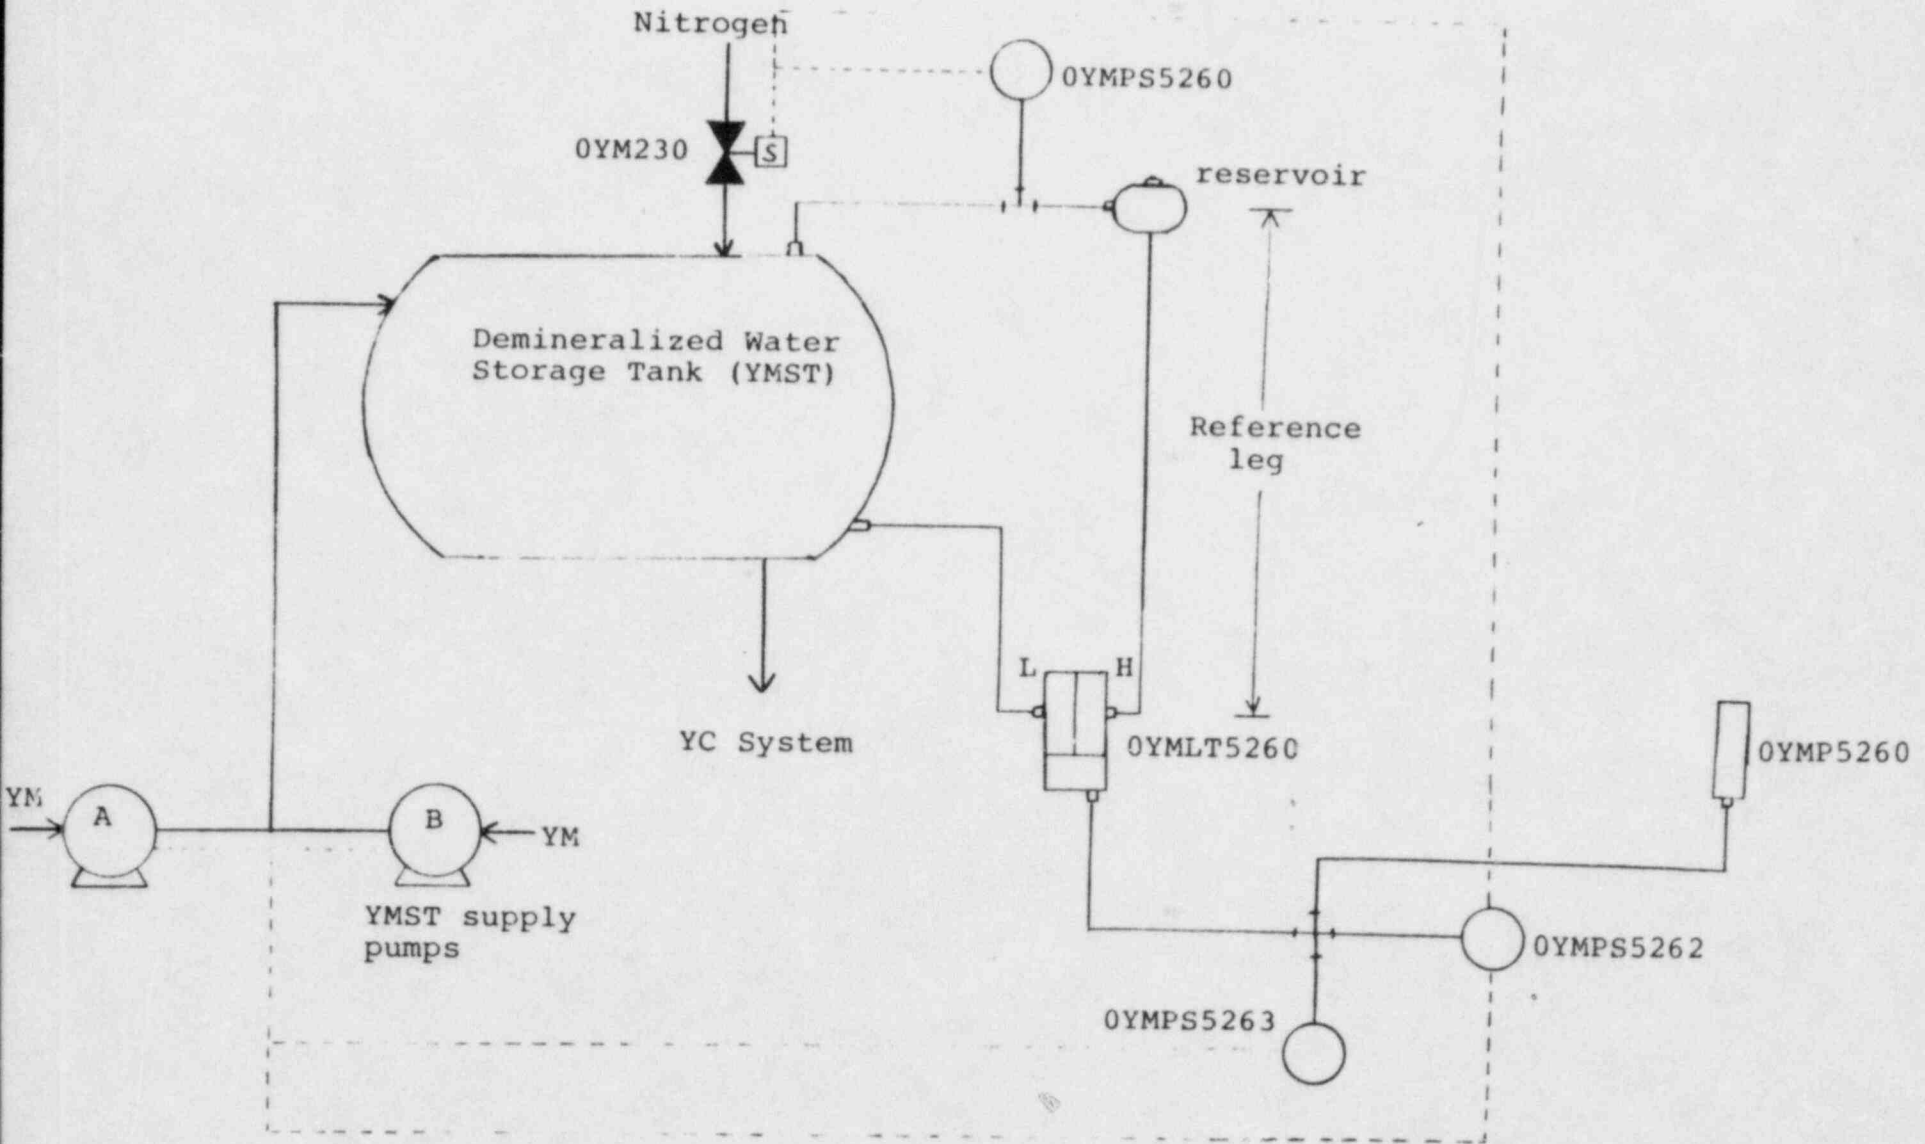 Nitrogen
0YMPS5260
0YM230
S
reservoir
Demineralized Water
Storage Tank (YMST)
Reference
leg
L
H
YC System
0YMLT5260
0YMP5260
YM
A
B
YM
YMST supply
pumps
0YMPS5262
0YMPS5263